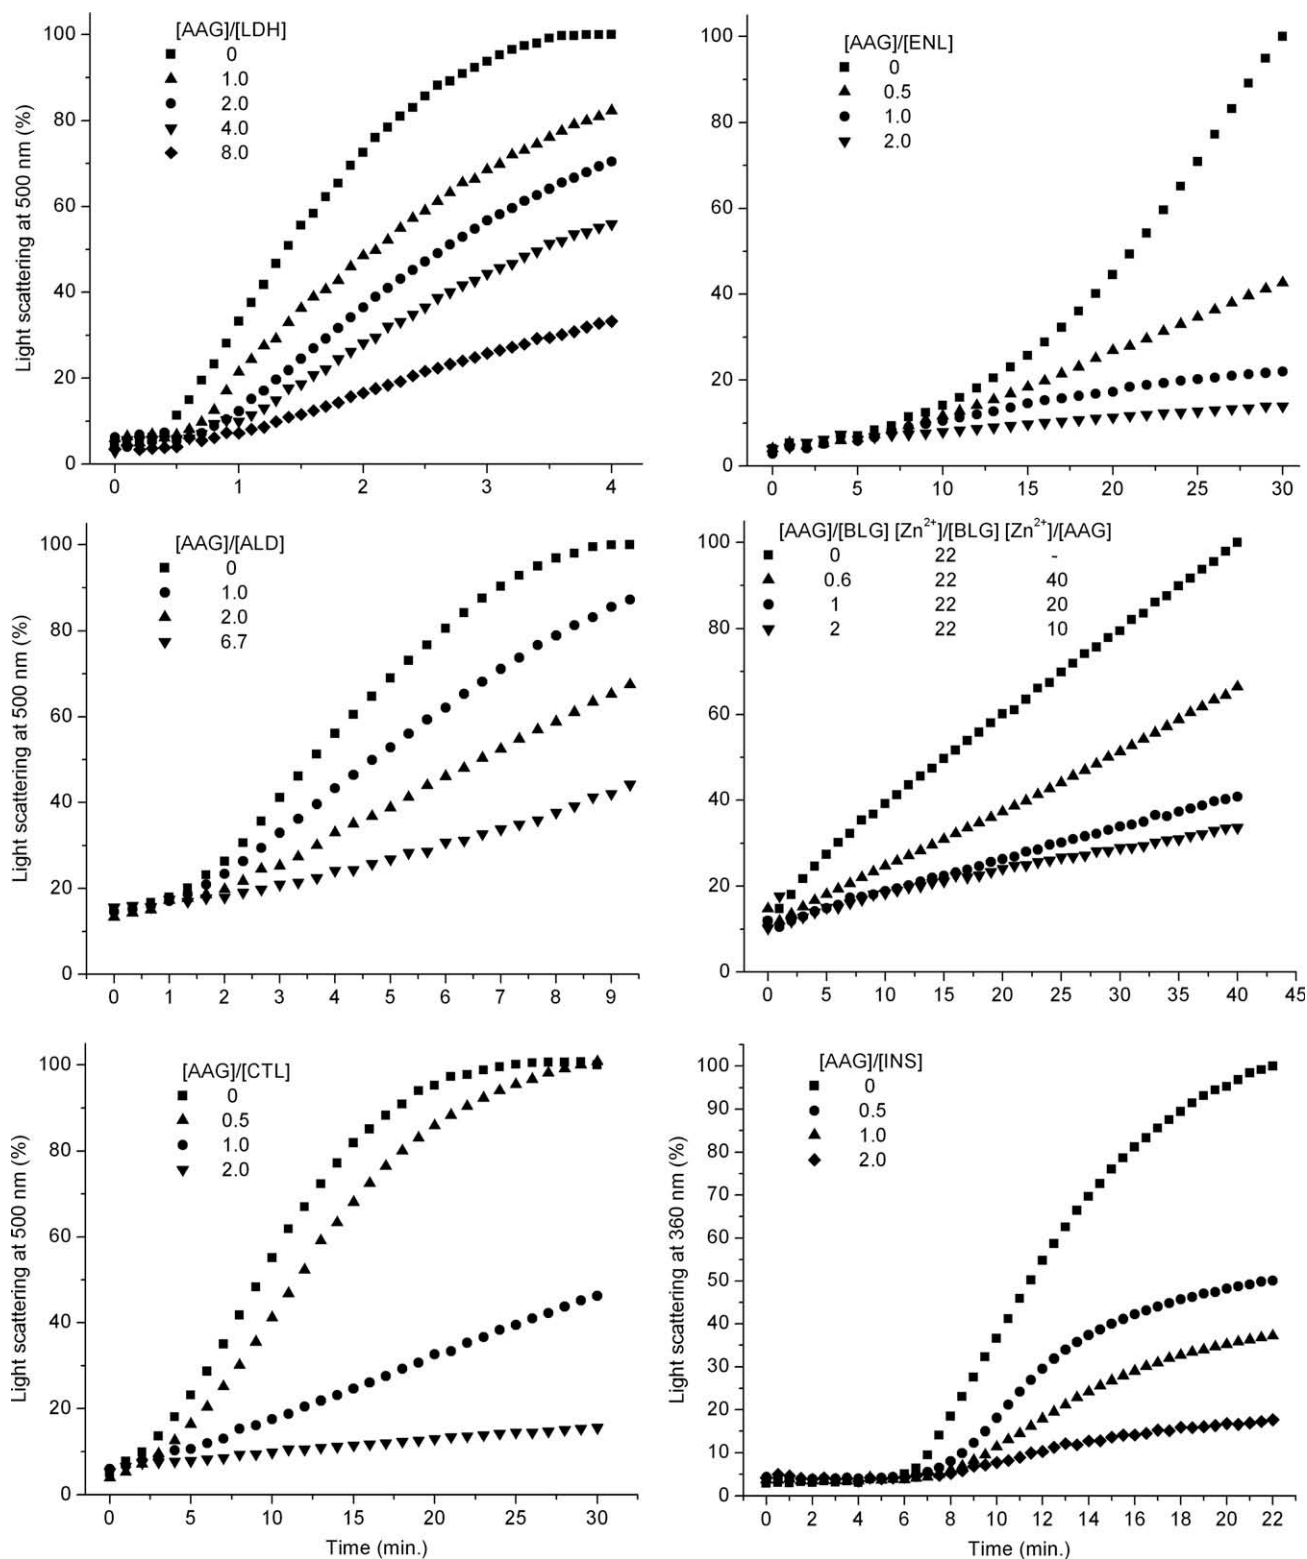 [AAG]/[LDH]
0
1.0
2.0
4.0
8.0
100
80
60
40
20
0
0 1 2 3 4
Light scattering at 500 nm (%)
[AAG]/[ENL]
0
0.5
1.0
2.0
100
80
60
40
20
0
0 5 10 15 20 25 30
[AAG]/[ALD]
0
1.0
2.0
6.7
100
80
60
40
20
0
0 1 2 3 4 5 6 7 8 9
Light scattering at 500 nm (%)
[AAG]/[BLG] [Zn²⁺]/[BLG] [Zn²⁺]/[AAG]
0 22 -
0.6 22 40
1 22 20
2 22 10
100
80
60
40
20
0
0 5 10 15 20 25 30 35 40 45
[AAG]/[CTL]
0
0.5
1.0
2.0
100
80
60
40
20
0
0 5 10 15 20 25 30
Light scattering at 500 nm (%)
Time (min.)
[AAG]/[INS]
0
0.5
1.0
2.0
100
90
80
70
60
50
40
30
20
10
0
0 2 4 6 8 10 12 14 16 18 20 22
Light scattering at 360 nm (%)
Time (min.)